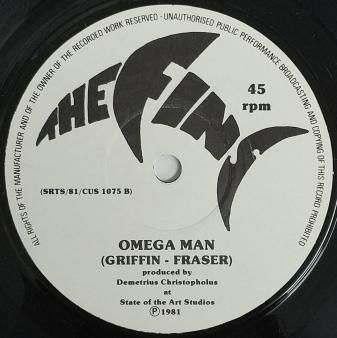 ALL RIGHTS OF THE MANUFACTURER AND OF THE OWNER OF THE RECORDED WORK RESERVED · UNAUTHORISED PUBLIC PERFORMANCE BROADCASTING AND COPYING OF THIS RECORD PROHIBITED
THE FINS
45
rpm
(SRTS/81/CUS 1075 B)
OMEGA MAN
(GRIFFIN - FRASER)
produced by
Demetrius Christopholus
at
State of the Art Studios
Ⓟ 1981